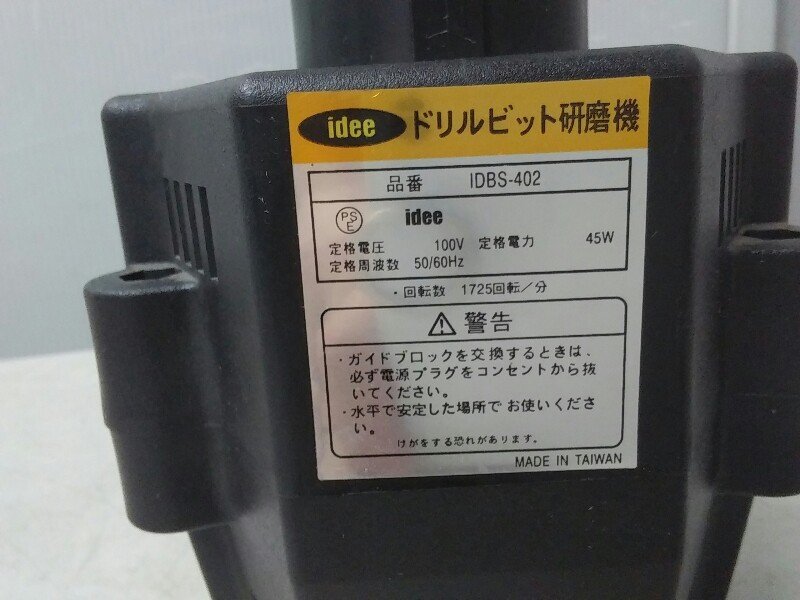 idee ドリルビット研磨機
品番 IDBS-402
PSE idee
定格電圧 100V 定格電力 45W
定格周波数 50/60Hz
・回転数 1725回転／分
警告
・ガイドブロックを交換するときは、
必ず電源プラグをコンセントから抜
いてください。
・水平で安定した場所で お使いくださ
い。
けがをする恐れがあります。
MADE IN TAIWAN